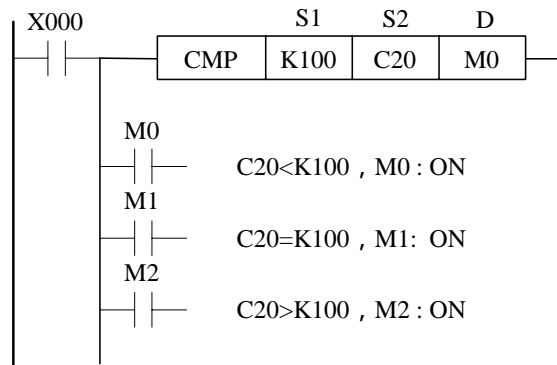 X000 S1 S2 D
CMP K100 C20 M0
M0
C20<K100 , M0 : ON
M1
C20=K100 , M1: ON
M2
C20>K100 , M2 : ON